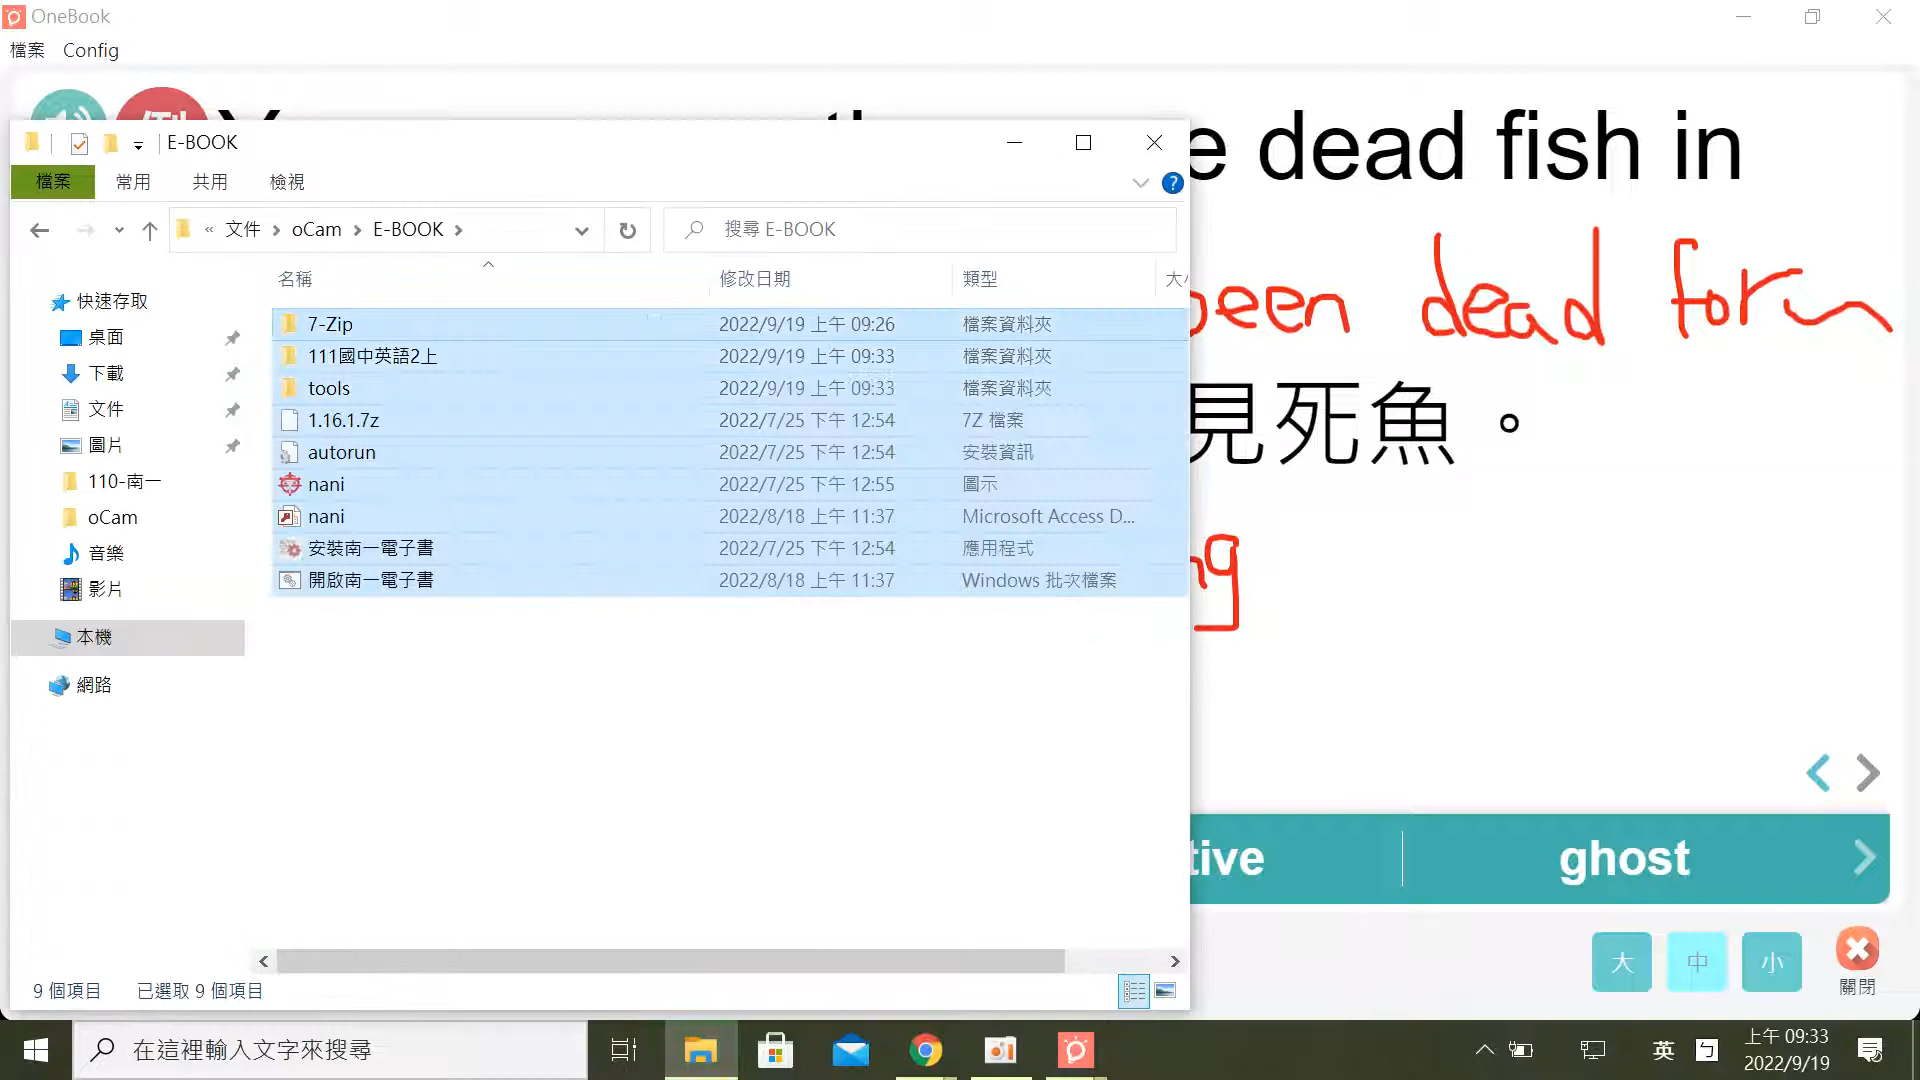 OneBook
檔案 Config
E-BOOK
檔案 常用 共用 檢視
« 文件 › oCam › E-BOOK ›
搜尋 E-BOOK
名稱 修改日期 類型
快速存取
桌面
下載
文件
圖片
110-南一
oCam
音樂
影片
本機
網路
7-Zip 2022/9/19 上午 09:26 檔案資料夾
111國中英語2上 2022/9/19 上午 09:33 檔案資料夾
tools 2022/9/19 上午 09:33 檔案資料夾
1.16.1.7z 2022/7/25 下午 12:54 7Z 檔案
autorun 2022/7/25 下午 12:54 安裝資訊
nani 2022/7/25 下午 12:55 圖示
nani 2022/8/18 上午 11:37 Microsoft Access D...
安裝南一電子書 2022/7/25 下午 12:54 應用程式
開啟南一電子書 2022/8/18 上午 11:37 Windows 批次檔案
9 個項目 已選取 9 個項目
e dead fish in
been dead for
見死魚。
tive ghost
大 中 小
關閉
在這裡輸入文字來搜尋
英 ㄅ
上午 09:33
2022/9/19